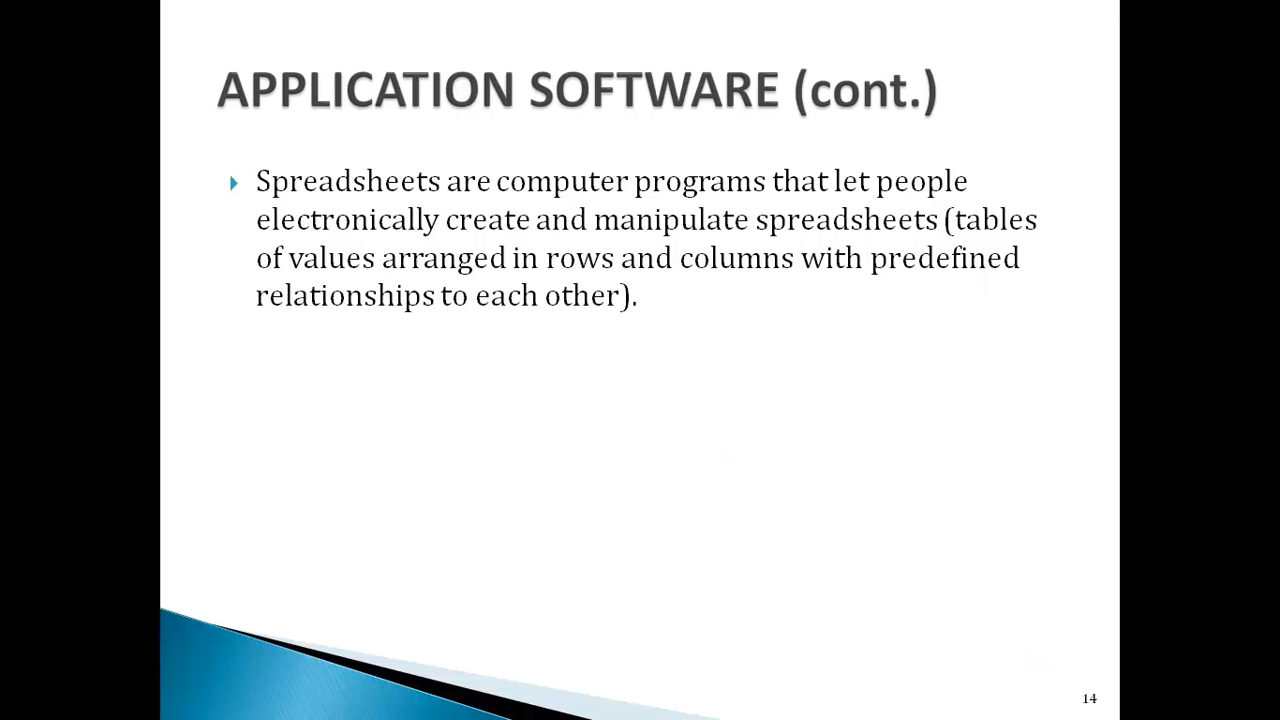 APPLICATION SOFTWARE (cont.)
Spreadsheets are computer programs that let people
electronically create and manipulate spreadsheets (tables
of values arranged in rows and columns with predefined
relationships to each other).
14